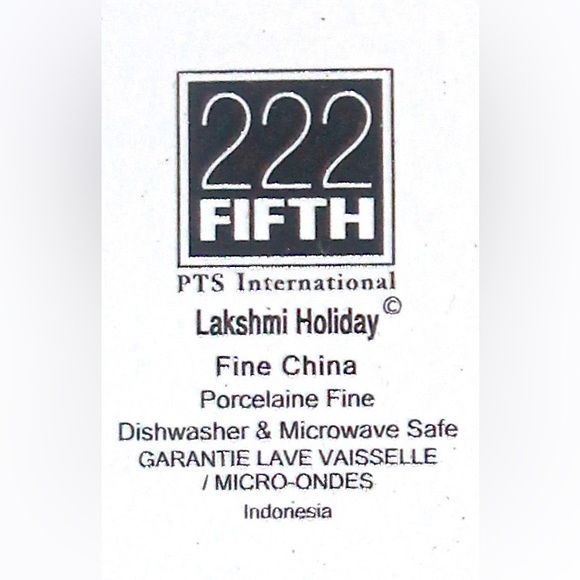 222
FIFTH
PTS International
Lakshmi Holiday©
Fine China
Porcelaine Fine
Dishwasher & Microwave Safe
GARANTIE LAVE VAISSELLE
/ MICRO-ONDES
Indonesia